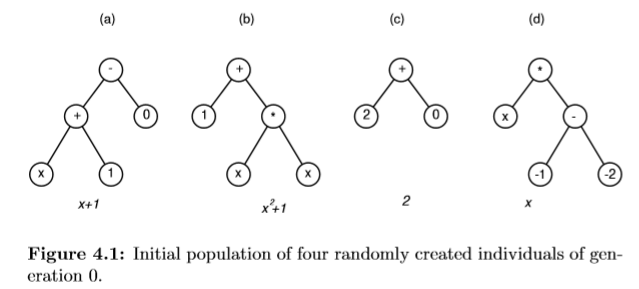 (a) (b) (c) (d)
- + + *
+ 0 1 * 2 0 x -
x 1 x x -1 -2
x+1 x²+1 2 x
Figure 4.1: Initial population of four randomly created individuals of gen-
eration 0.